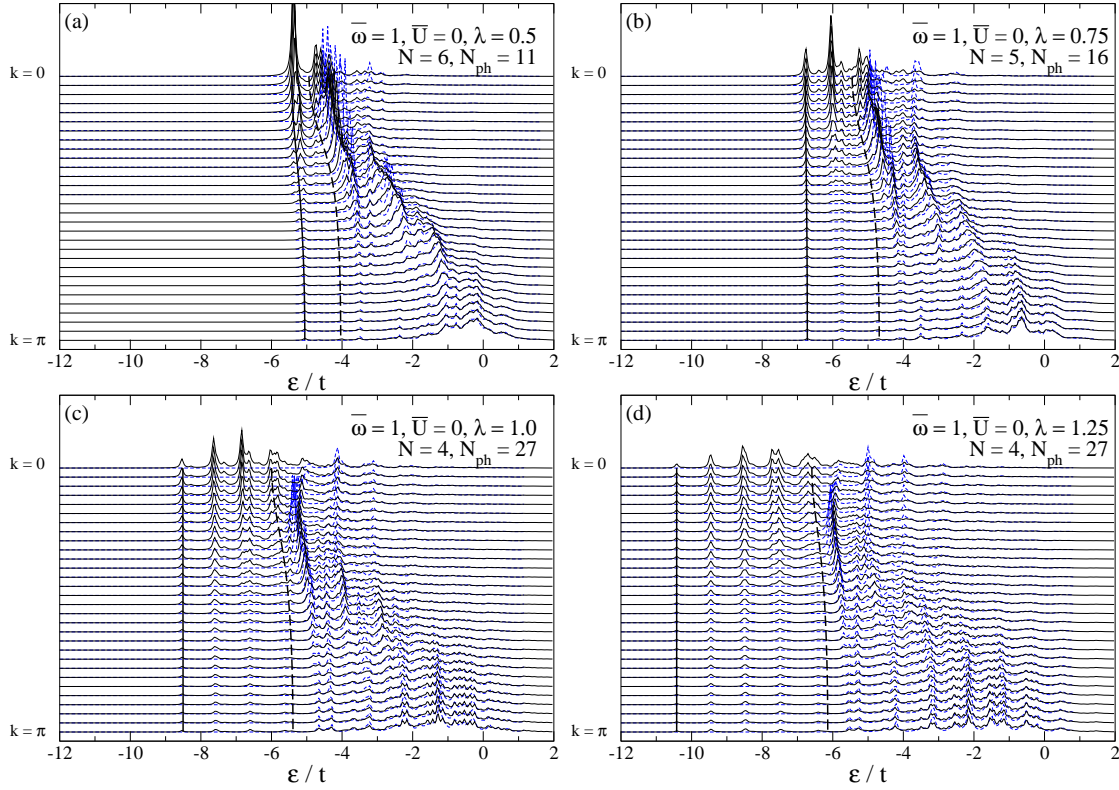 (a)
ω̅ = 1, U̅ = 0, λ = 0.5
N = 6, N_ph = 11
k = 0
k = π
-12 -10 -8 -6 -4 -2 0 2
ε / t
(b)
ω̅ = 1, U̅ = 0, λ = 0.75
N = 5, N_ph = 16
k = 0
k = π
-12 -10 -8 -6 -4 -2 0 2
ε / t
(c)
ω̅ = 1, U̅ = 0, λ = 1.0
N = 4, N_ph = 27
k = 0
k = π
-12 -10 -8 -6 -4 -2 0 2
ε / t
(d)
ω̅ = 1, U̅ = 0, λ = 1.25
N = 4, N_ph = 27
k = 0
k = π
-12 -10 -8 -6 -4 -2 0 2
ε / t